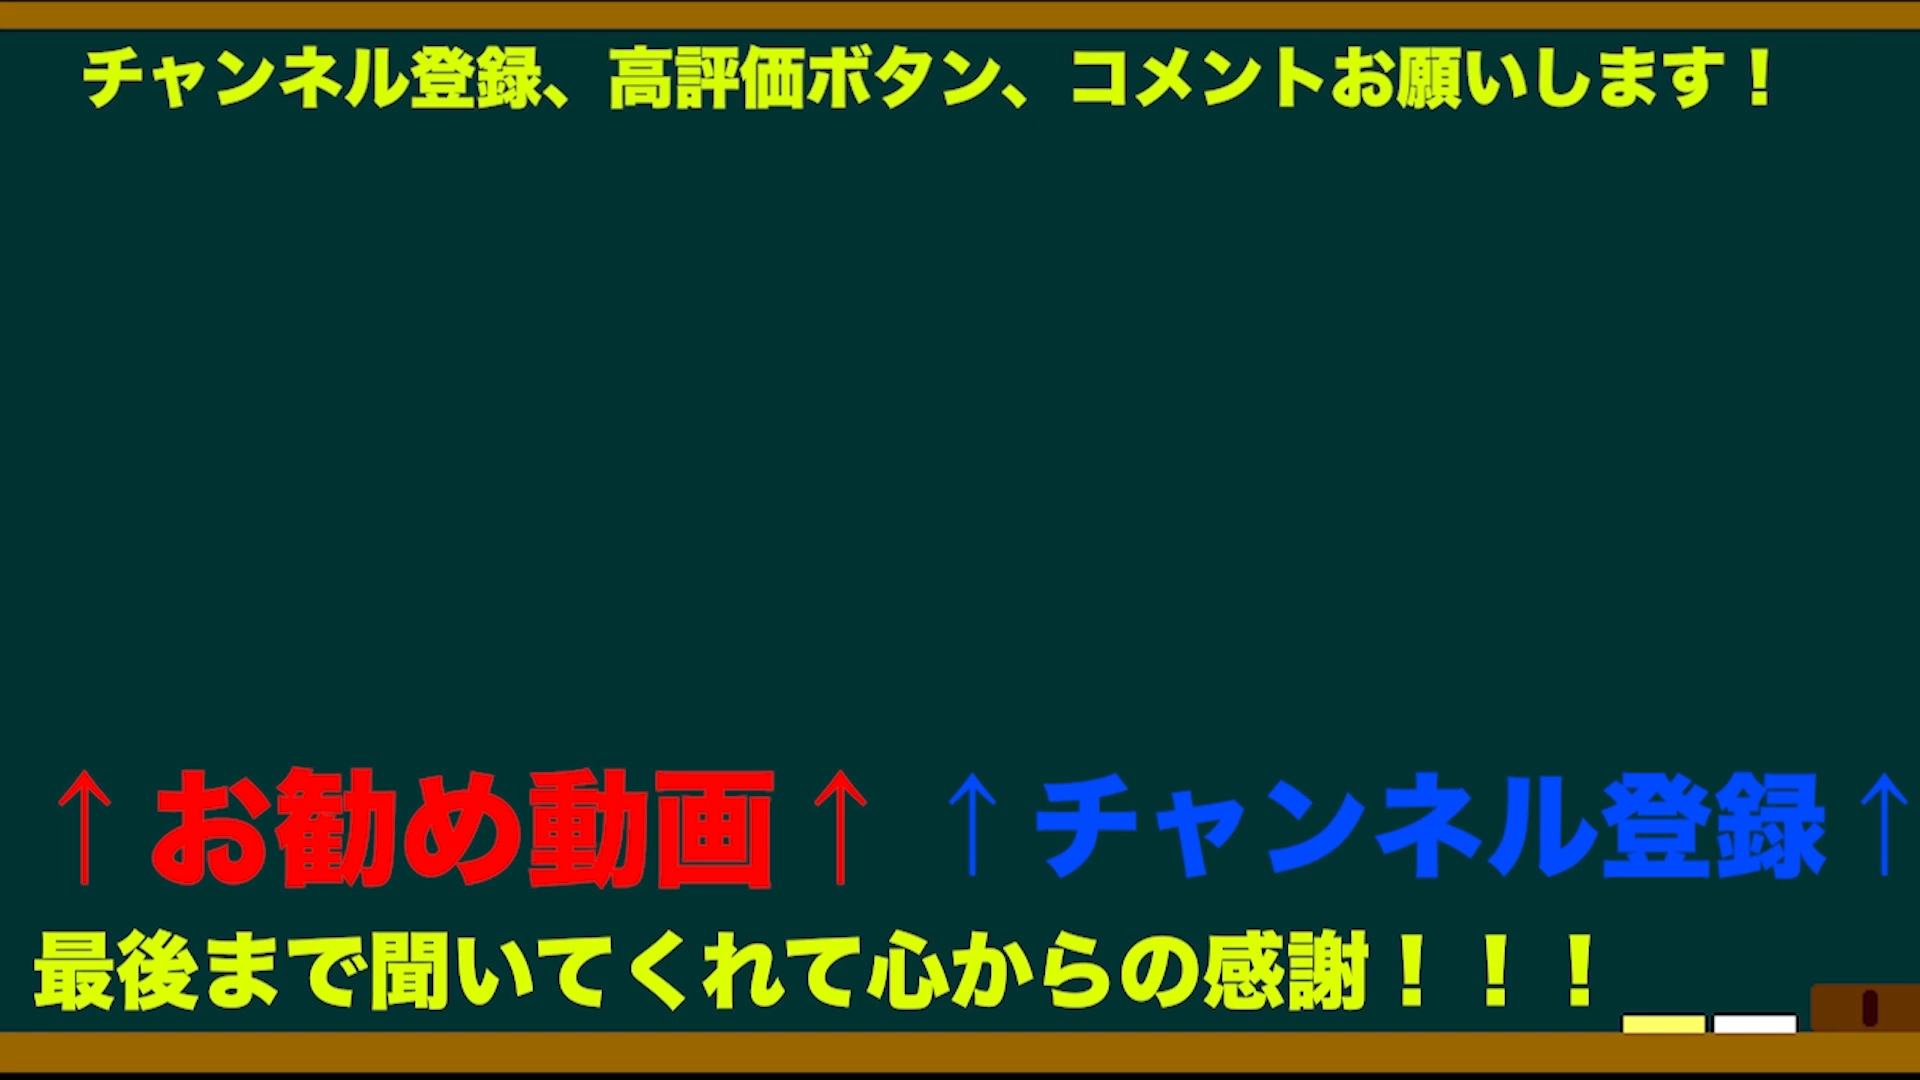 チャンネル登録、高評価ボタン、コメントお願いします！
↑お勧め動画↑ ↑チャンネル登録↑
最後まで聞いてくれて心からの感謝！！！